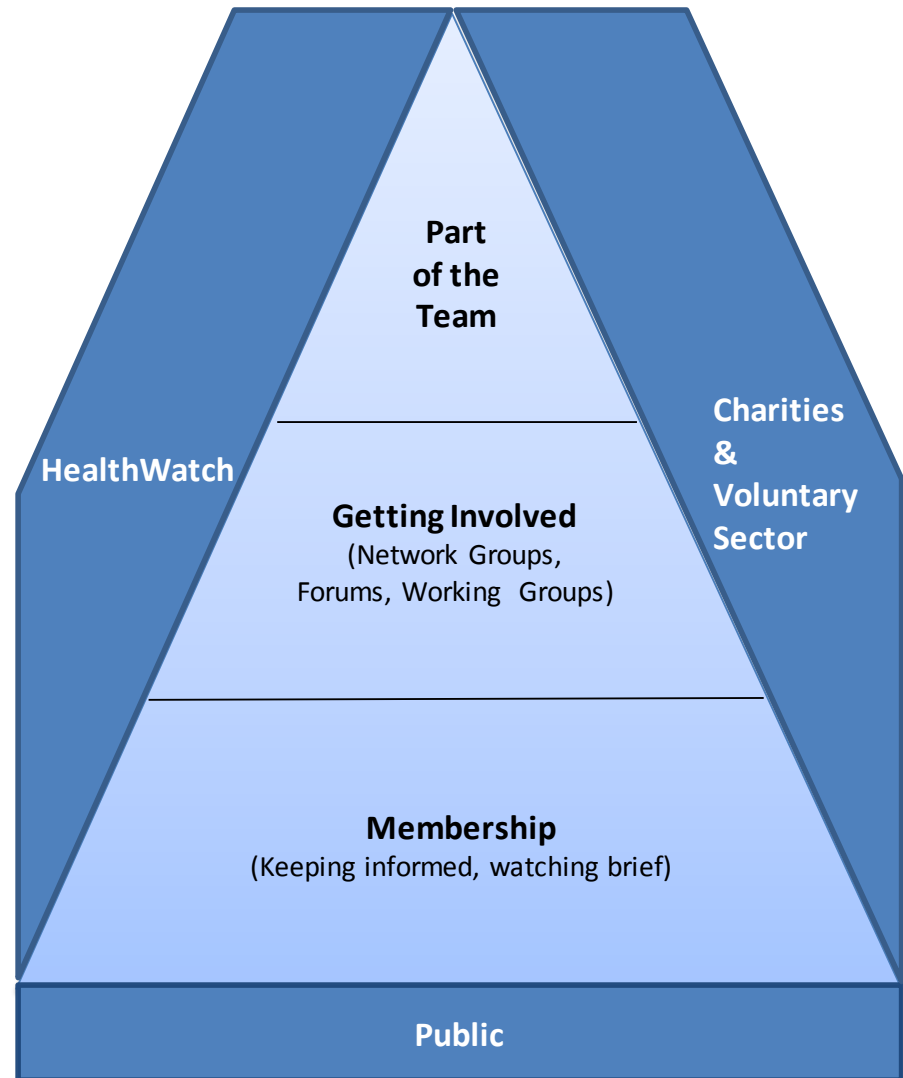 Part
of the
Team
HealthWatch
Charities
&
Voluntary
Sector
Getting Involved
(Network Groups,
Forums, Working Groups)
Membership
(Keeping informed, watching brief)
Public